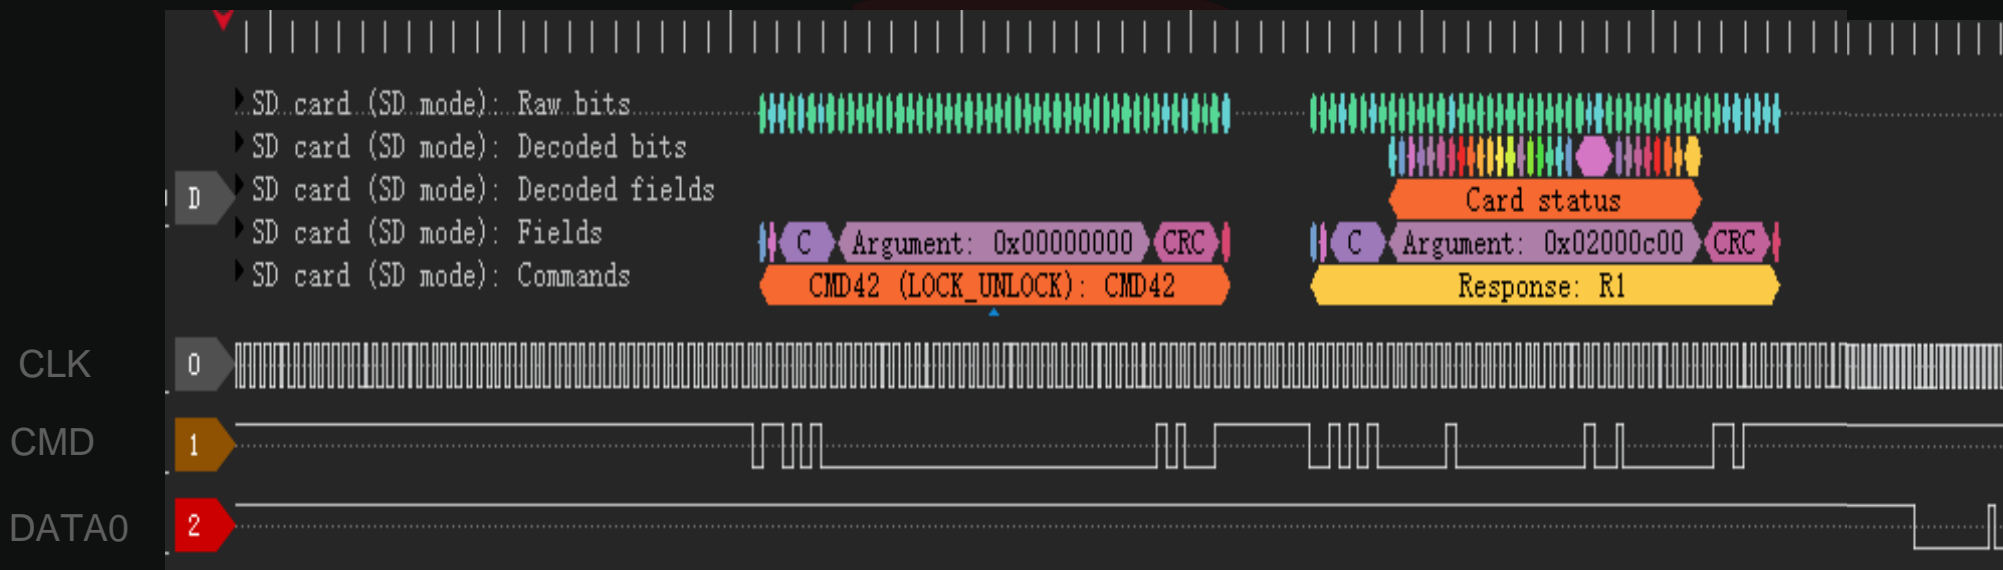 SD card (SD mode): Raw bits
SD card (SD mode): Decoded bits
D
SD card (SD mode): Decoded fields
Card status
SD card (SD mode): Fields
C
Argument: 0x00000000
CRC
C
Argument: 0x02000c00
CRC
SD card (SD mode): Commands
CMD42 (LOCK_UNLOCK): CMD42
Response: R1
CLK
0
CMD
1
DATA0
2